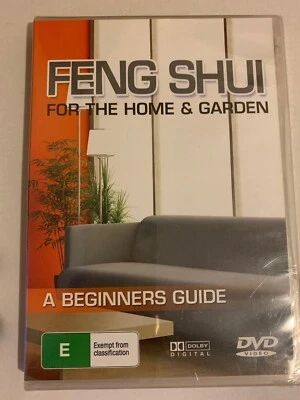 FENG SHUI
FOR THE HOME & GARDEN
A BEGINNERS GUIDE
E
Exempt from
classification
DOLBY
DIGITAL
DVD
VIDEO